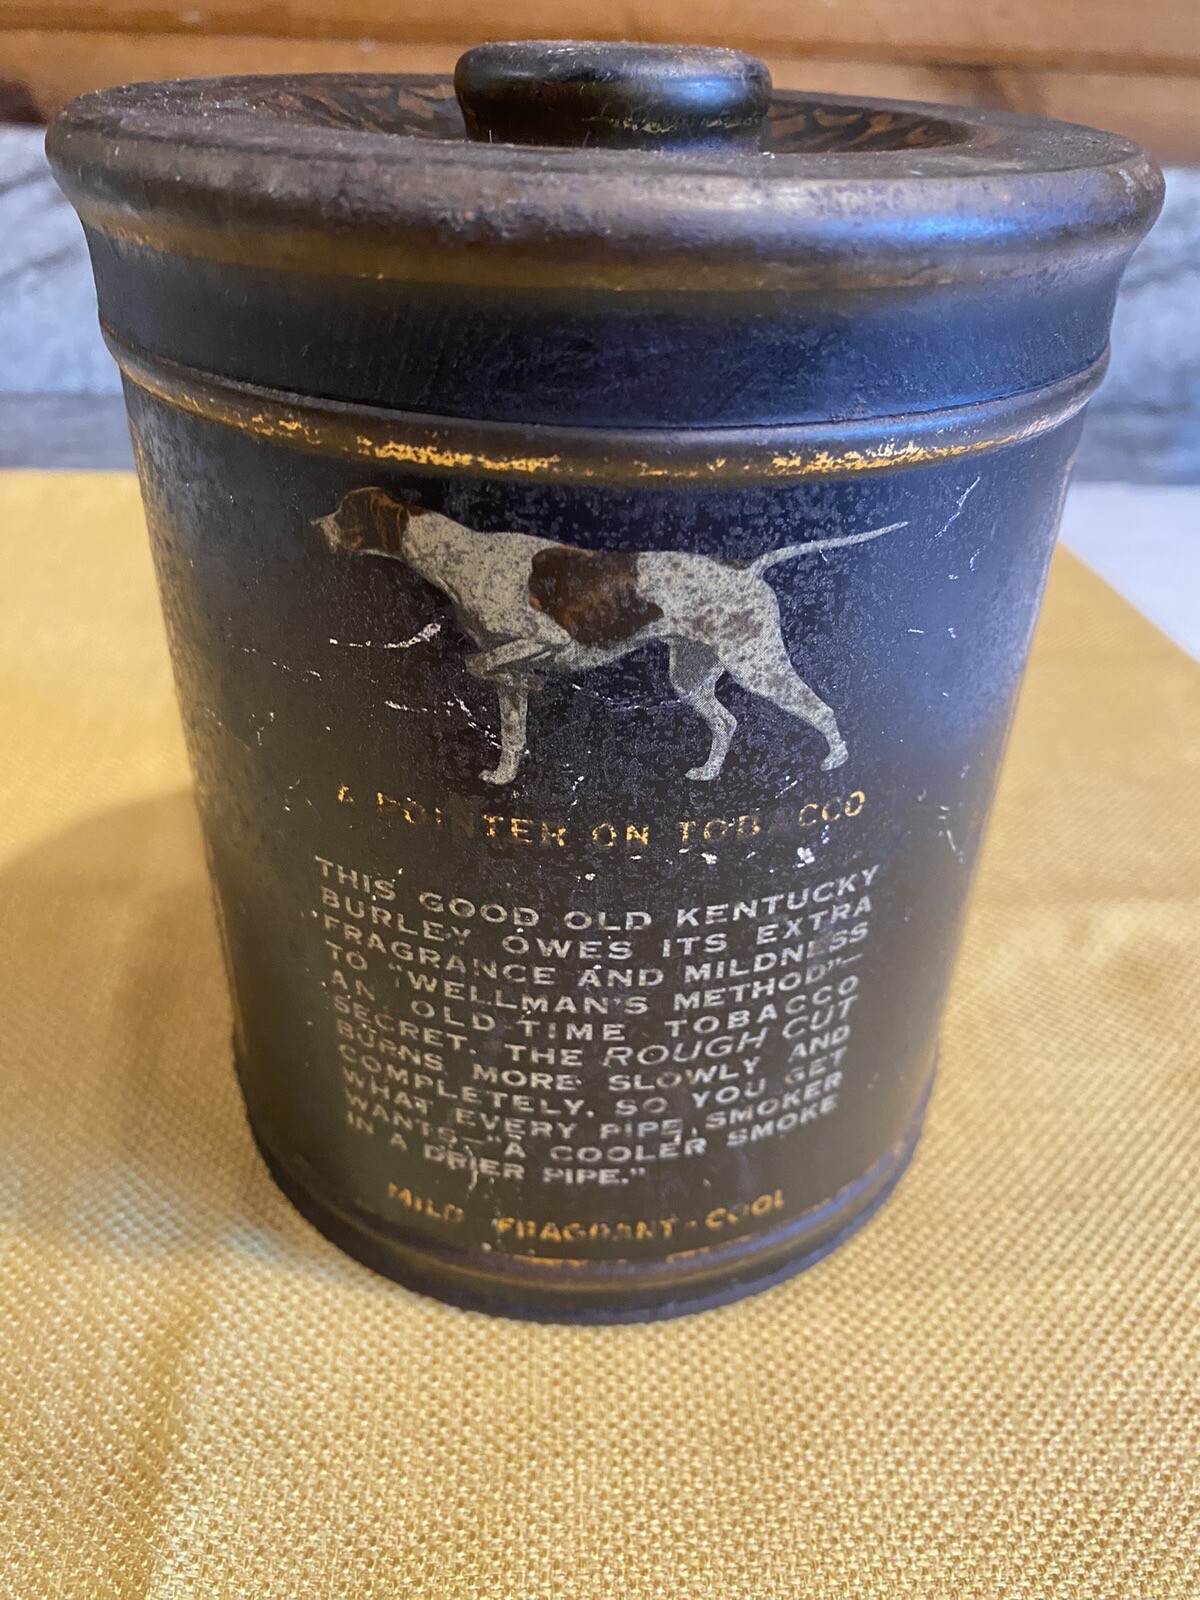 A POINTER ON TOBACCO
THIS GOOD OLD KENTUCKY
BURLEY OWES ITS EXTRA
FRAGRANCE AND MILDNESS
TO "WELLMAN'S METHOD"—
AN OLD-TIME TOBACCO
SECRET. THE ROUGH CUT
BURNS MORE SLOWLY AND
COMPLETELY. SO YOU GET
WHAT EVERY PIPE SMOKER
WANTS—"A COOLER SMOKE
IN A DRIER PIPE."
MILD - FRAGRANT - COOL